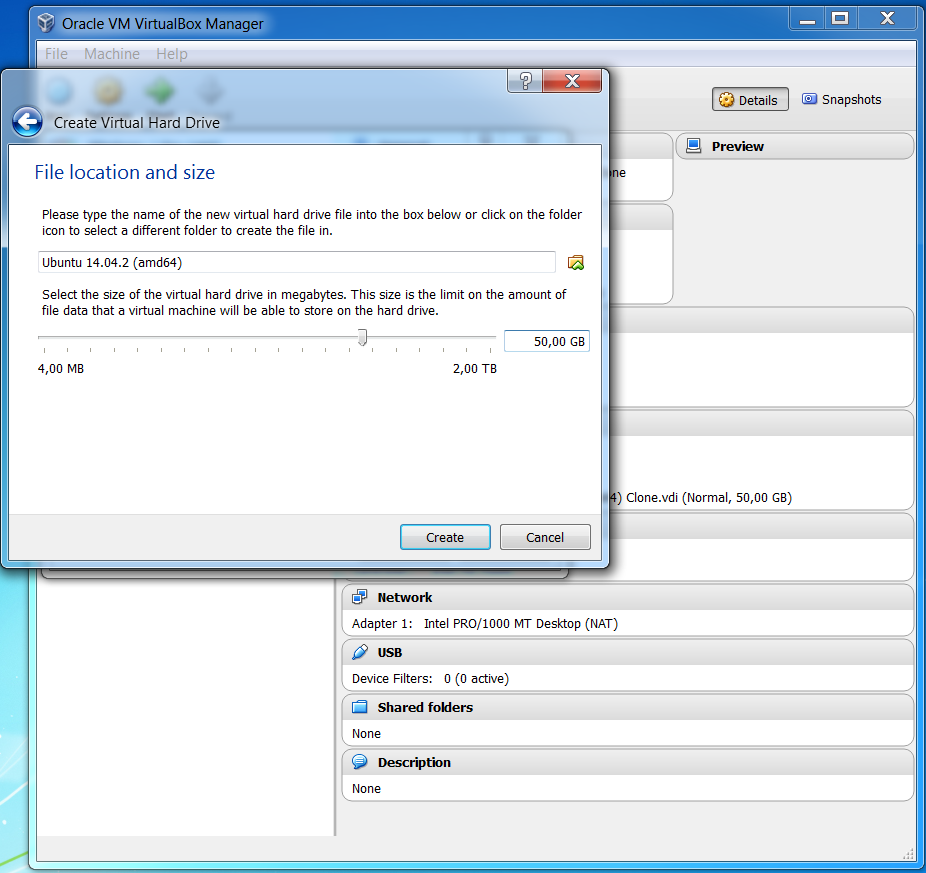 Oracle VM VirtualBox Manager
File Machine Help
Details Snapshots
Create Virtual Hard Drive
File location and size
Please type the name of the new virtual hard drive file into the box below or click on the folder
icon to select a different folder to create the file in.
Ubuntu 14.04.2 (amd64)
Select the size of the virtual hard drive in megabytes. This size is the limit on the amount of
file data that a virtual machine will be able to store on the hard drive.
50,00 GB
4,00 MB 2,00 TB
Create Cancel
Preview
4) Clone.vdi (Normal, 50,00 GB)
Network
Adapter 1: Intel PRO/1000 MT Desktop (NAT)
USB
Device Filters: 0 (0 active)
Shared folders
None
Description
None